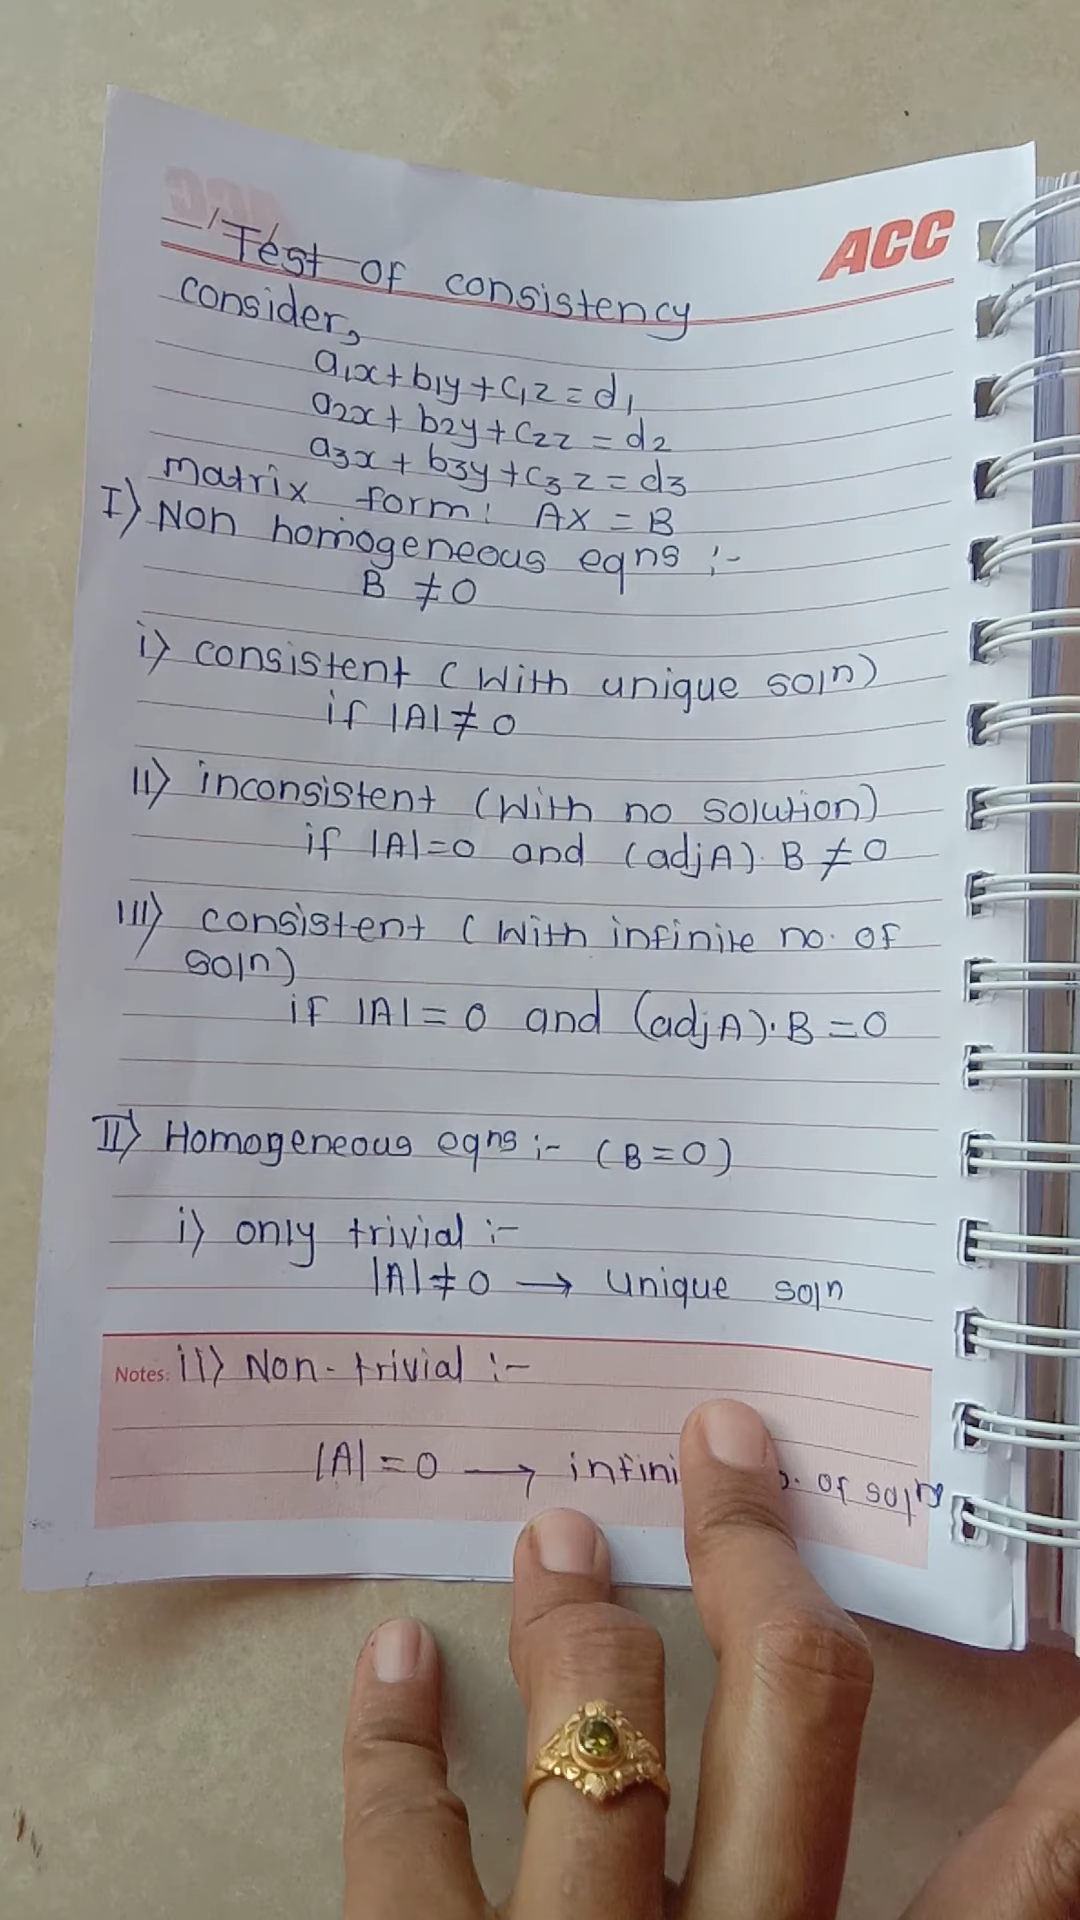 ACC
Test of consistency
consider,
a1x + b1y + c1z = d1
a2x + b2y + c2z = d2
a3x + b3y + c3z = d3
matrix form: AX = B
I) Non homogeneous eqns :-
B ≠ 0
i) consistent (With unique soln)
if |A| ≠ 0
ii) inconsistent (With no solution)
if |A|=0 and (adjA). B ≠ 0
iii) consistent (With infinite no. of
soln)
if |A| = 0 and (adjA). B = 0
II) Homogeneous eqns :- (B=0)
i) only trivial :-
|A| ≠ 0 → unique soln
Notes: ii) Non-trivial :-
|A| = 0 → of solns